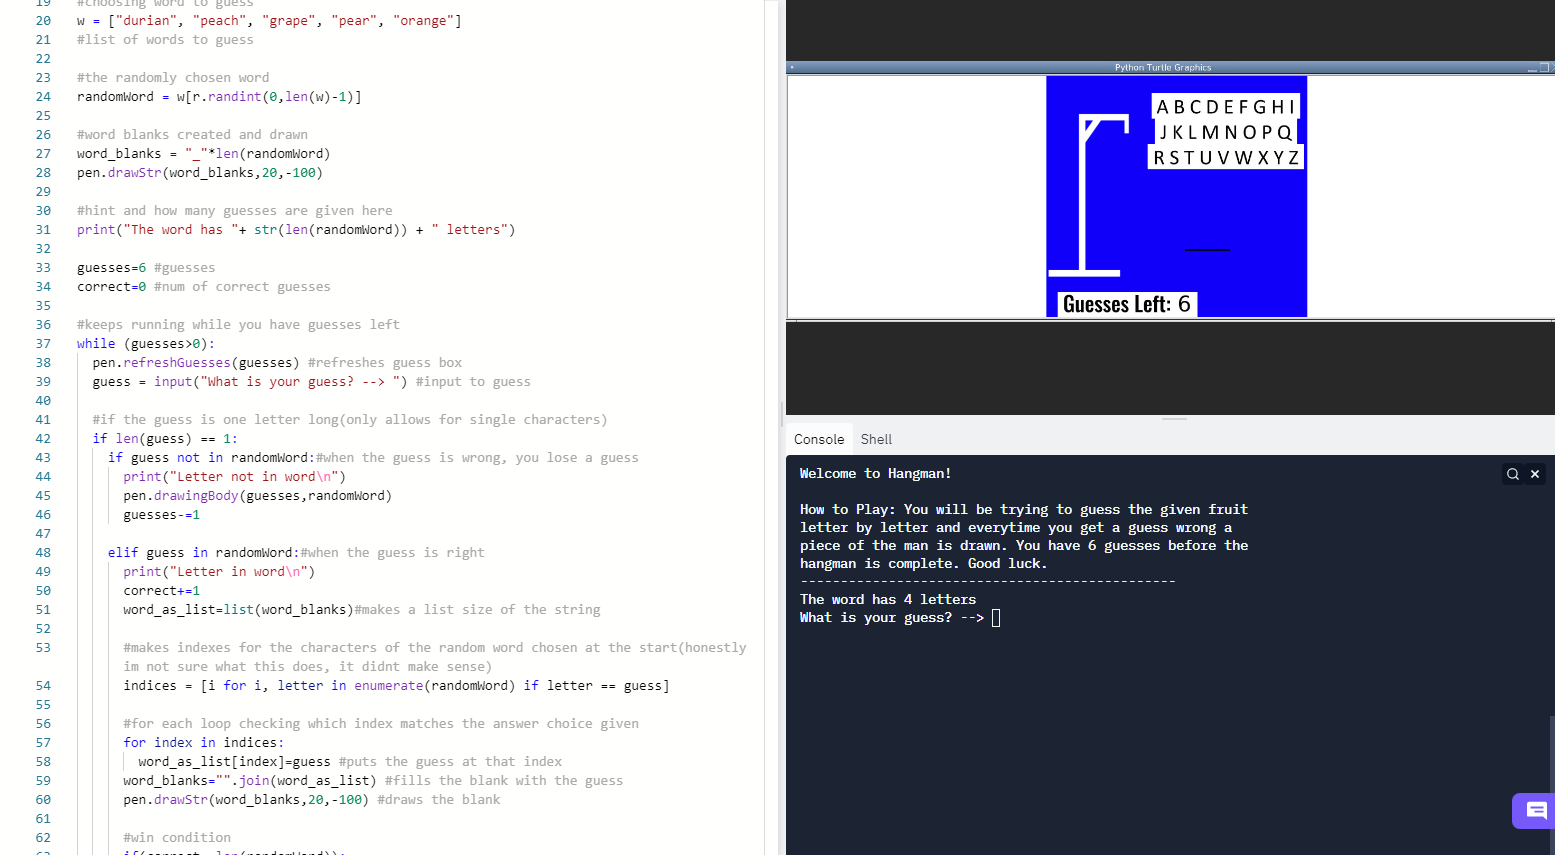 19 #choosing word to guess
20 w = ["durian", "peach", "grape", "pear", "orange"]
21 #list of words to guess
22
23 #the randomly chosen word
24 randomWord = w[r.randint(0,len(w)-1)]
25
26 #word blanks created and drawn
27 word_blanks = "_"*len(randomWord)
28 pen.drawStr(word_blanks,20,-100)
29
30 #hint and how many guesses are given here
31 print("The word has "+ str(len(randomWord)) + " letters")
32
33 guesses=6 #guesses
34 correct=0 #num of correct guesses
35
36 #keeps running while you have guesses left
37 while (guesses>0):
38 pen.refreshGuesses(guesses) #refreshes guess box
39 guess = input("What is your guess? --> ") #input to guess
40
41 #if the guess is one letter long(only allows for single characters)
42 if len(guess) == 1:
43 if guess not in randomWord:#when the guess is wrong, you lose a guess
44 print("Letter not in word\n")
45 pen.drawingBody(guesses,randomWord)
46 guesses-=1
47
48 elif guess in randomWord:#when the guess is right
49 print("Letter in word\n")
50 correct+=1
51 word_as_list=list(word_blanks)#makes a list size of the string
52
53 #makes indexes for the characters of the random word chosen at the start(honestly
im not sure what this does, it didnt make sense)
54 indices = [i for i, letter in enumerate(randomWord) if letter == guess]
55
56 #for each loop checking which index matches the answer choice given
57 for index in indices:
58 word_as_list[index]=guess #puts the guess at that index
59 word_blanks="".join(word_as_list) #fills the blank with the guess
60 pen.drawStr(word_blanks,20,-100) #draws the blank
61
62 #win condition
Python Turtle Graphics
A B C D E F G H I
J K L M N O P Q
R S T U V W X Y Z
____
Guesses Left: 6
Console Shell
Welcome to Hangman!
How to Play: You will be trying to guess the given fruit
letter by letter and everytime you get a guess wrong a
piece of the man is drawn. You have 6 guesses before the
hangman is complete. Good luck.
-----------------------------------------------
The word has 4 letters
What is your guess? -->